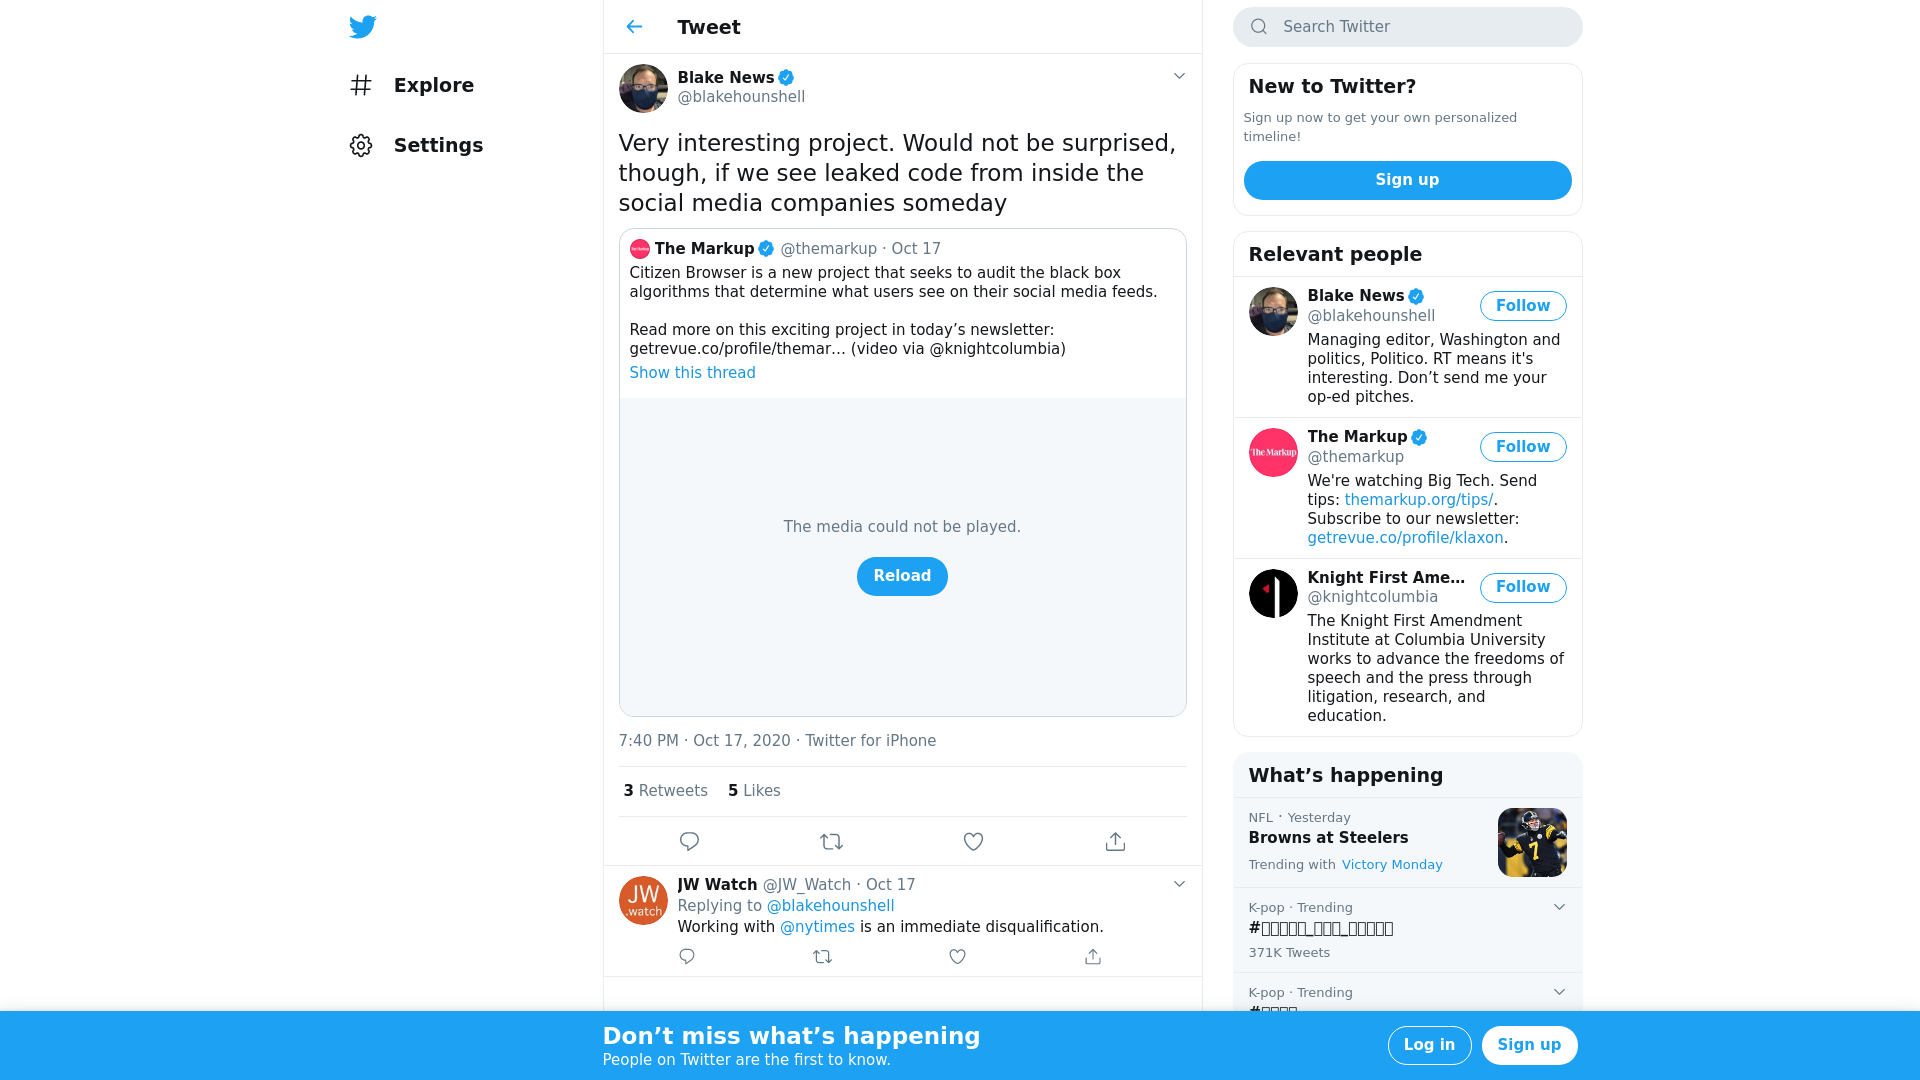 Explore
Settings
Tweet
Blake News
@blakehounshell
Very interesting project. Would not be surprised,
though, if we see leaked code from inside the
social media companies someday
The Markup @themarkup · Oct 17
Citizen Browser is a new project that seeks to audit the black box
algorithms that determine what users see on their social media feeds.
Read more on this exciting project in today’s newsletter:
getrevue.co/profile/themar… (video via @knightcolumbia)
Show this thread
The media could not be played.
Reload
7:40 PM · Oct 17, 2020 · Twitter for iPhone
3 Retweets 5 Likes
JW Watch @JW_Watch · Oct 17
Replying to @blakehounshell
Working with @nytimes is an immediate disqualification.
JW
.watch
Search Twitter
New to Twitter?
Sign up now to get your own personalized
timeline!
Sign up
Relevant people
Blake News
@blakehounshell
Follow
Managing editor, Washington and
politics, Politico. RT means it's
interesting. Don’t send me your
op-ed pitches.
The Markup
The Markup
@themarkup
Follow
We're watching Big Tech. Send
tips: themarkup.org/tips/.
Subscribe to our newsletter:
getrevue.co/profile/klaxon.
Knight First Ame…
@knightcolumbia
Follow
The Knight First Amendment
Institute at Columbia University
works to advance the freedoms of
speech and the press through
litigation, research, and
education.
What’s happening
NFL · Yesterday
Browns at Steelers
Trending with Victory Monday
7
K-pop · Trending
371K Tweets
K-pop · Trending
Don’t miss what’s happening
People on Twitter are the first to know.
Log in
Sign up